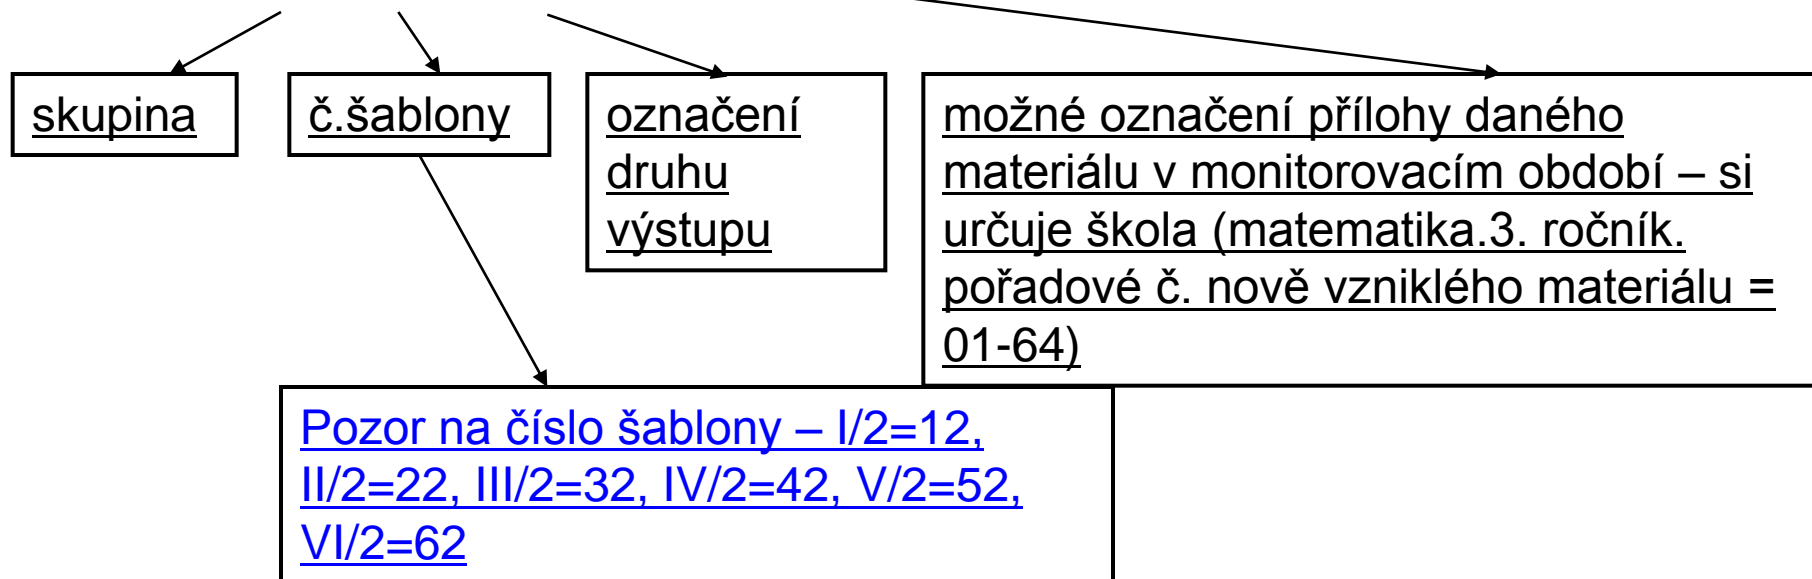 skupina
č.šablony
označení
druhu
výstupu
možné označení přílohy daného
materiálu v monitorovacím období – si
určuje škola (matematika.3. ročník.
pořadové č. nově vzniklého materiálu =
01-64)
Pozor na číslo šablony – I/2=12,
II/2=22, III/2=32, IV/2=42, V/2=52,
VI/2=62